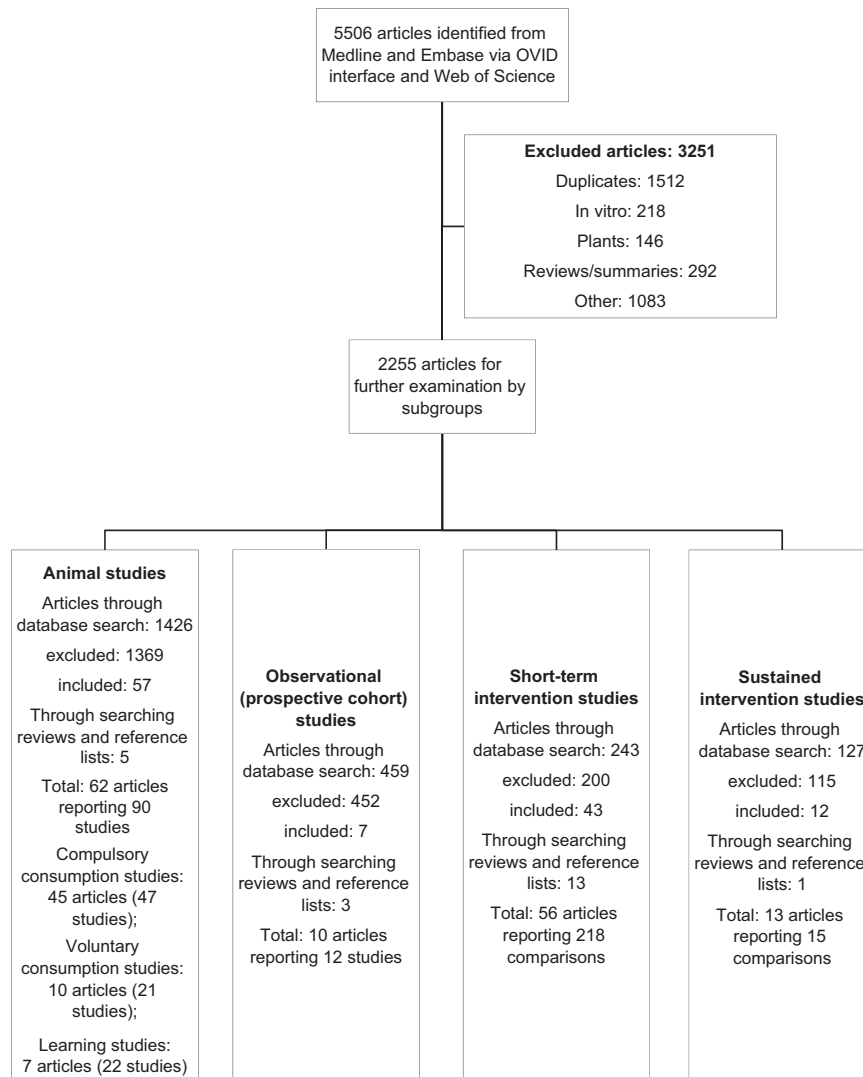 5506 articles identified from
Medline and Embase via OVID
interface and Web of Science
Excluded articles: 3251
Duplicates: 1512
In vitro: 218
Plants: 146
Reviews/summaries: 292
Other: 1083
2255 articles for
further examination by
subgroups
Animal studies
Articles through
database search: 1426
excluded: 1369
included: 57
Through searching
reviews and reference
lists: 5
Total: 62 articles
reporting 90
studies
Compulsory
consumption studies:
45 articles (47
studies);
Voluntary
consumption studies:
10 articles (21
studies);
Learning studies:
7 articles (22 studies)
Observational
(prospective cohort)
studies
Articles through
database search: 459
excluded: 452
included: 7
Through searching
reviews and reference
lists: 3
Total: 10 articles
reporting 12 studies
Short-term
intervention studies
Articles through
database search: 243
excluded: 200
included: 43
Through searching
reviews and reference
lists: 13
Total: 56 articles
reporting 218
comparisons
Sustained
intervention studies
Articles through
database search: 127
excluded: 115
included: 12
Through searching
reviews and reference
lists: 1
Total: 13 articles
reporting 15
comparisons